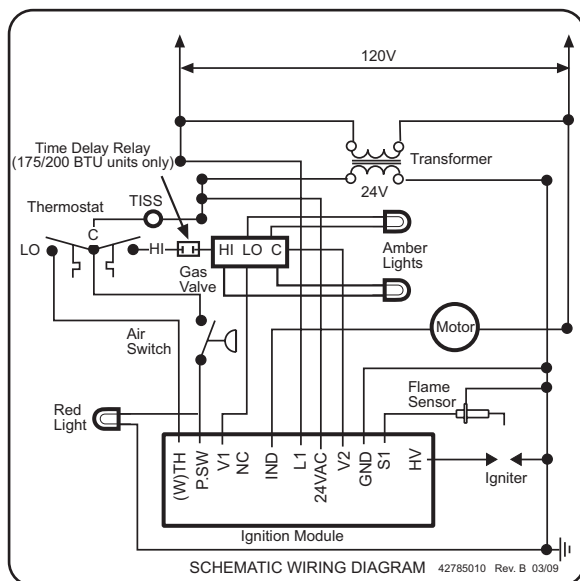 120V
Time Delay Relay
(175/200 BTU units only)
Transformer
24V
Thermostat
TISS
C
LO
HI
HI LO C
Gas
Valve
Amber
Lights
Air
Switch
Motor
Red
Light
Flame
Sensor
(W)TH
P.SW
V1
NC
IND
L1
24VAC
V2
GND
S1
HV
Igniter
Ignition Module
SCHEMATIC WIRING DIAGRAM 42785010 Rev. B 03/09